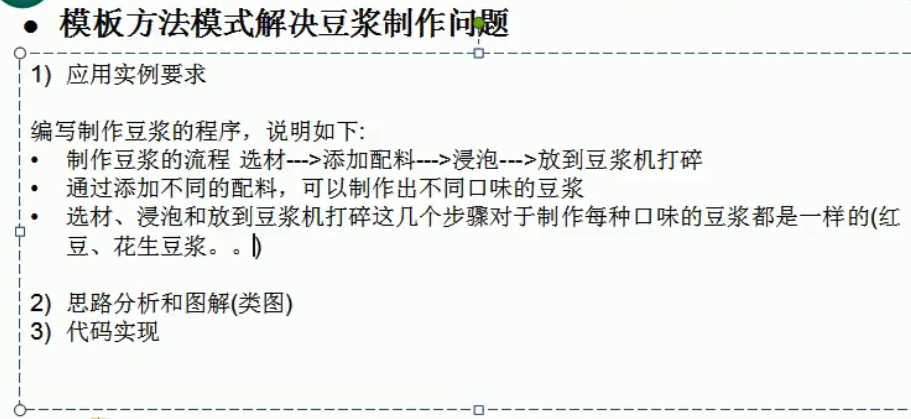 ● 模板方法模式解决豆浆制作问题
1) 应用实例要求
编写制作豆浆的程序，说明如下:
• 制作豆浆的流程 选材--->添加配料--->浸泡--->放到豆浆机打碎
• 通过添加不同的配料，可以制作出不同口味的豆浆
• 选材、浸泡和放到豆浆机打碎这几个步骤对于制作每种口味的豆浆都是一样的(红
豆、花生豆浆。。)
2) 思路分析和图解(类图)
3) 代码实现